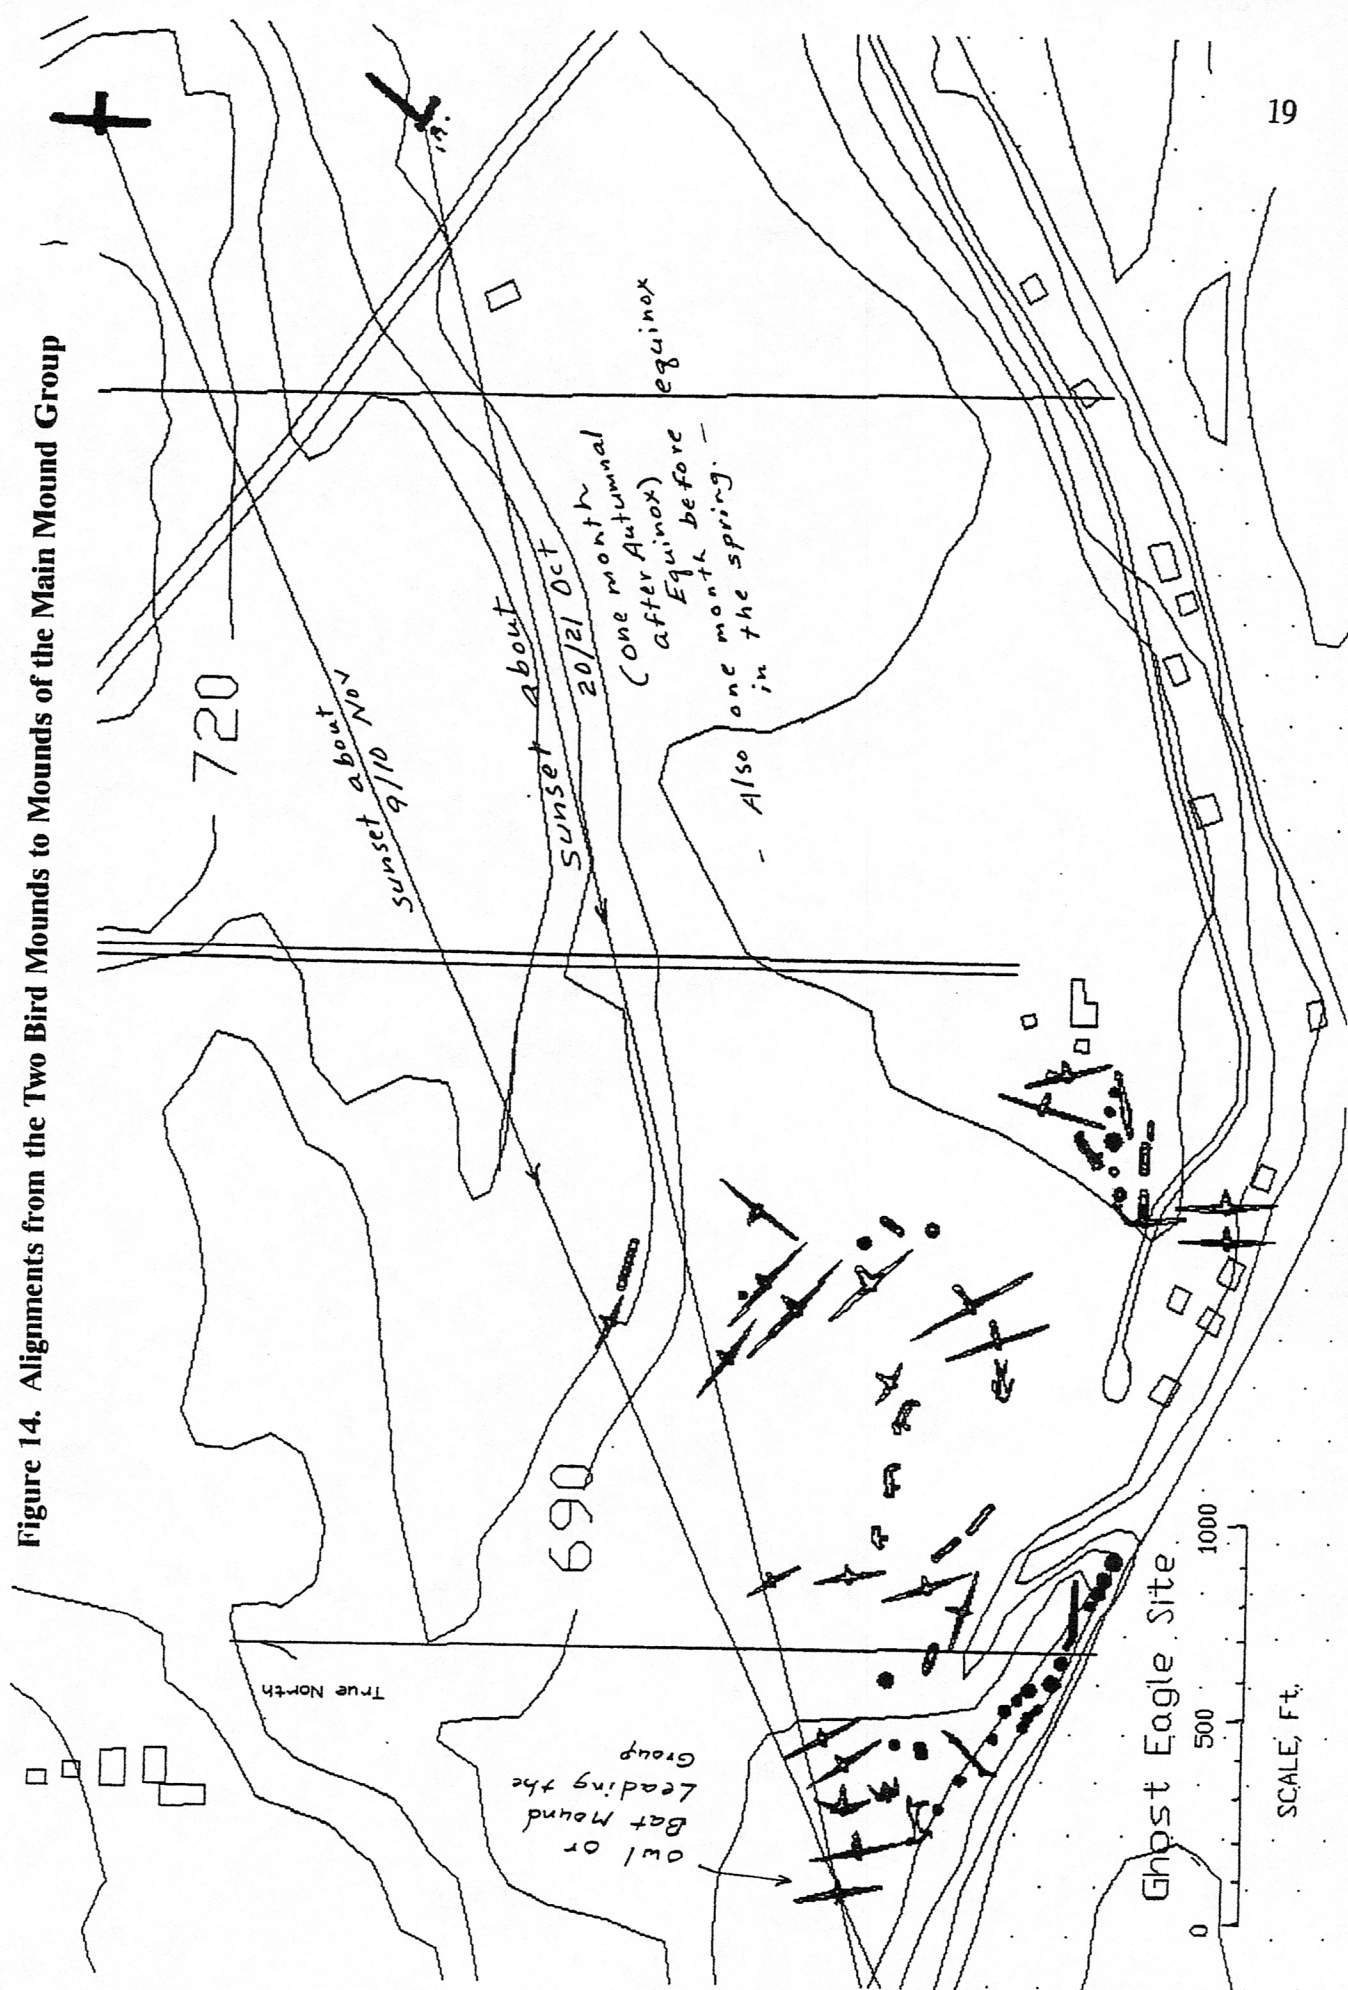 19
Figure 14. Alignments from the Two Bird Mounds to Mounds of the Main Mound Group
720
sunset about
9/10 Nov
sunset about
20/21 Oct
(one month
after Autumnal
Equinox)
- Also one month before equinox
in the spring. -
690
True North
owl or
Bat Mound
Leading the
Group
Ghost Eagle Site
0 500 1000
SCALE, Ft.